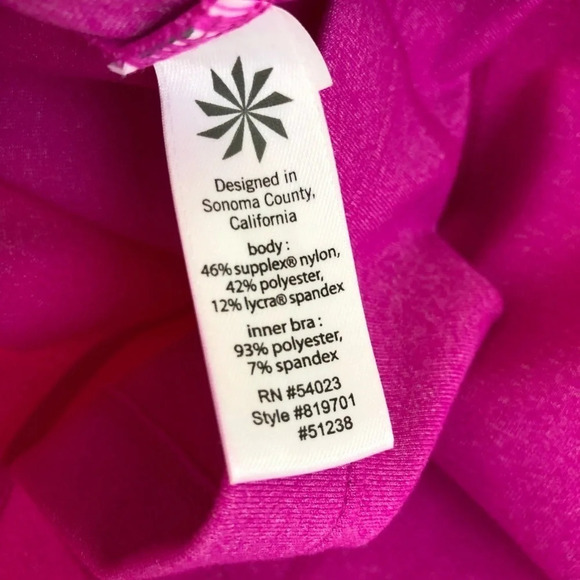 Designed in
Sonoma County,
California
body :
46% supplex® nylon,
42% polyester,
12% lycra® spandex
inner bra :
93% polyester,
7% spandex
RN #54023
Style #819701
#51238